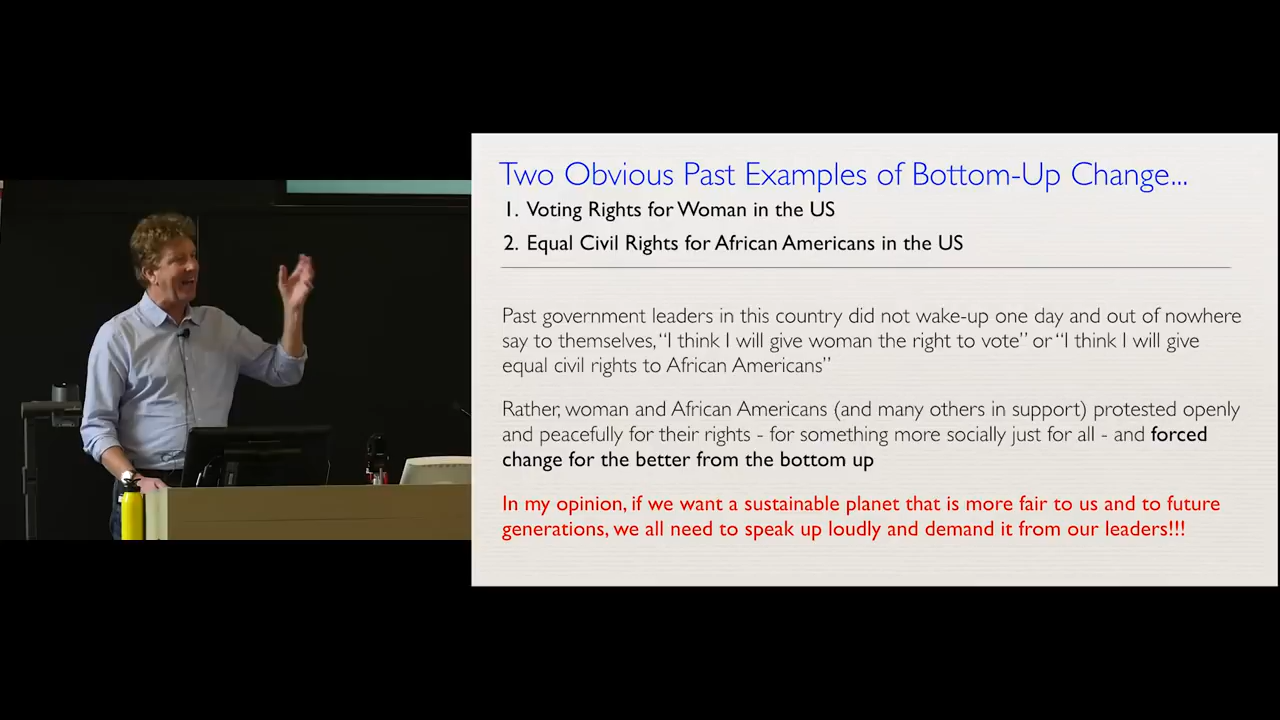 Two Obvious Past Examples of Bottom-Up Change...
1. Voting Rights for Woman in the US
2. Equal Civil Rights for African Americans in the US
Past government leaders in this country did not wake-up one day and out of nowhere
say to themselves, “I think I will give woman the right to vote” or “I think I will give
equal civil rights to African Americans”
Rather, woman and African Americans (and many others in support) protested openly
and peacefully for their rights - for something more socially just for all - and forced
change for the better from the bottom up
In my opinion, if we want a sustainable planet that is more fair to us and to future
generations, we all need to speak up loudly and demand it from our leaders!!!